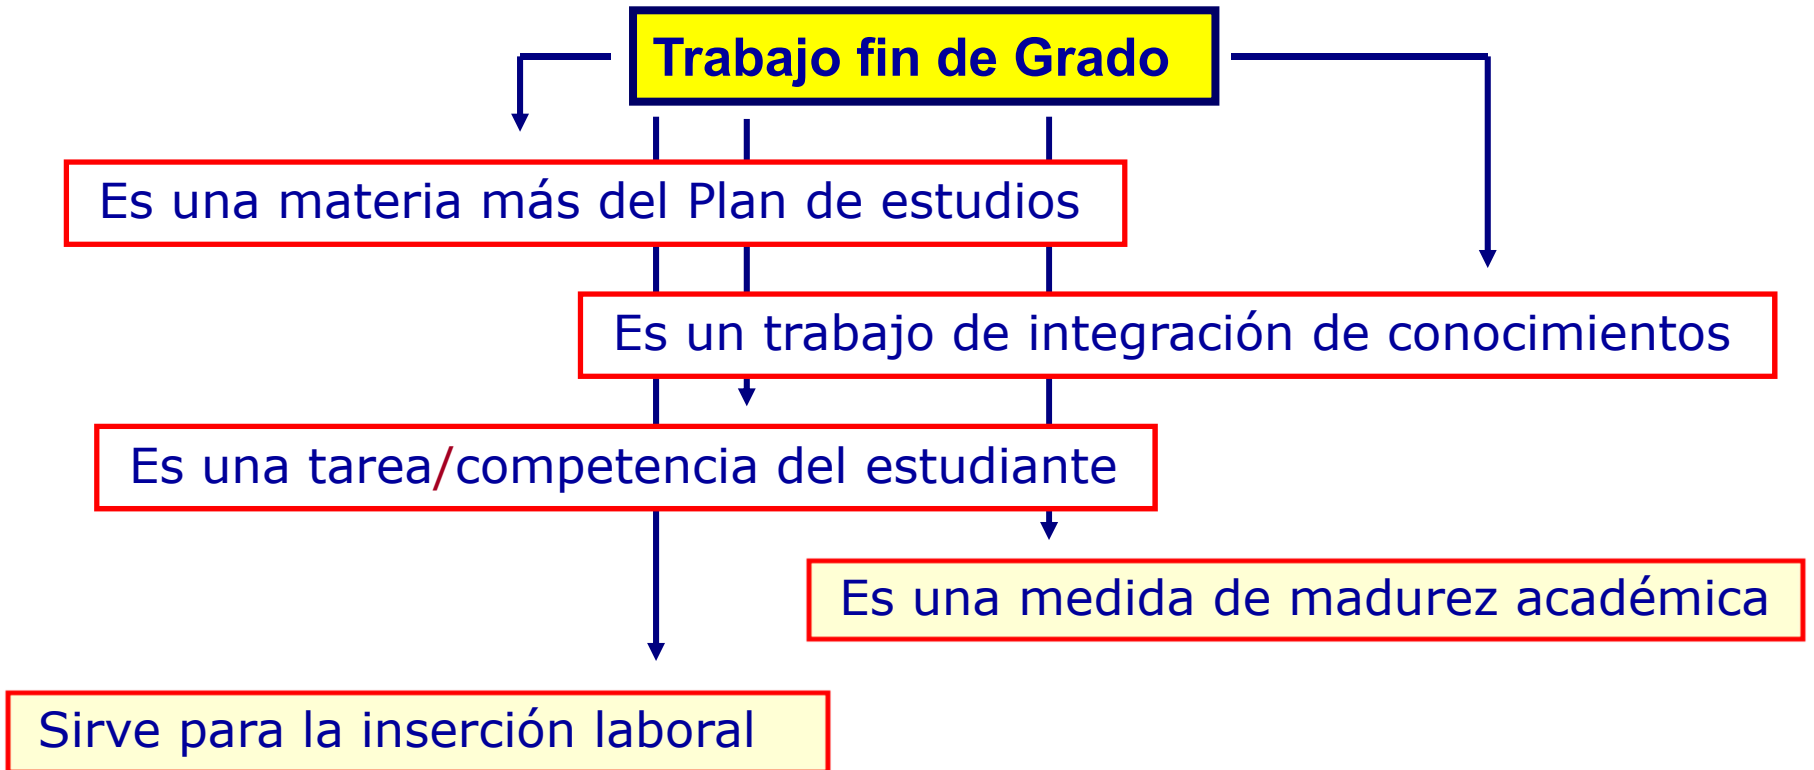 Trabajo fin de Grado
Es una materia más del Plan de estudios
Es un trabajo de integración de conocimientos
Es una tarea/competencia del estudiante
Es una medida de madurez académica
Sirve para la inserción laboral